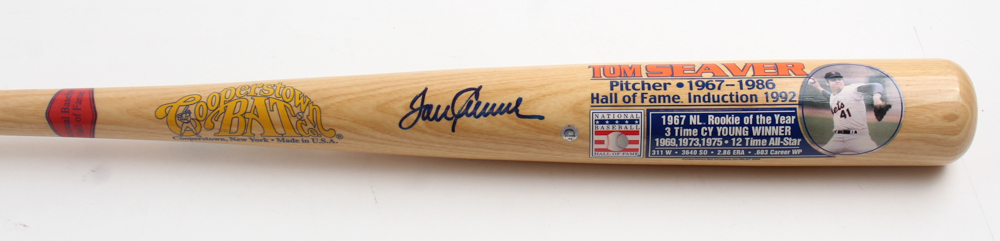 Cooperstown
BAT Co.
Cooperstown, New York • Made in U.S.A.
Tom Seaver
TOM SEAVER
Pitcher • 1967-1986
Hall of Fame Induction 1992
NATIONAL
BASEBALL
HALL OF FAME
1967 NL. Rookie of the Year
3 Time CY YOUNG WINNER
1969,1973,1975 • 12 Time All-Star
311 W • 3640 SO • 2.86 ERA • .603 Career WP
Mets
41